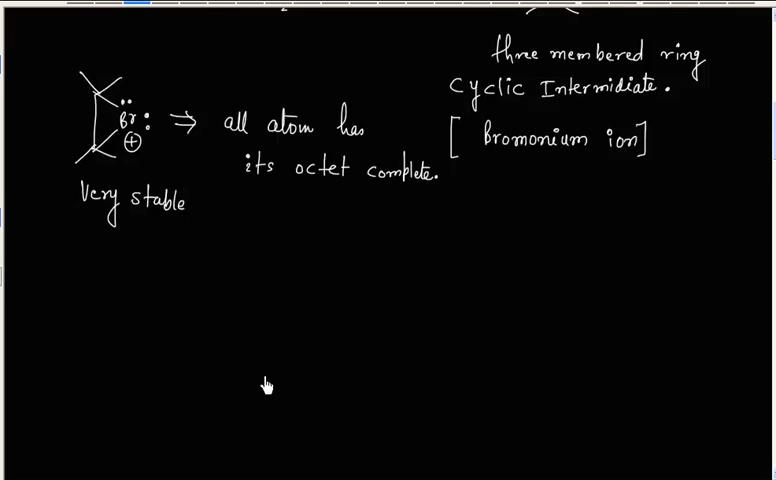 three membered ring
Cyclic Intermidiate.
[ Bromonium ion]
Br
⇒ all atom has
its octet complete.
Very stable